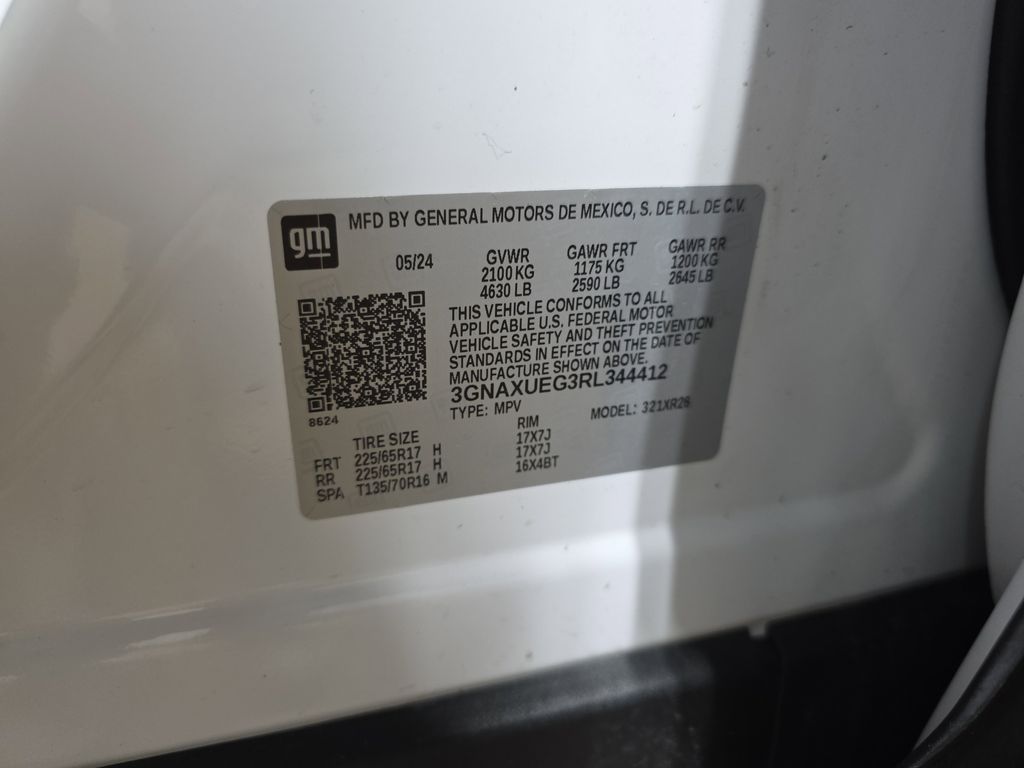 gm
MFD BY GENERAL MOTORS DE MEXICO, S. DE R.L. DE C.V.
05/24 GVWR GAWR FRT GAWR RR
2100 KG 1175 KG 1200 KG
4630 LB 2590 LB 2645 LB
THIS VEHICLE CONFORMS TO ALL
APPLICABLE U.S. FEDERAL MOTOR
VEHICLE SAFETY AND THEFT PREVENTION
STANDARDS IN EFFECT ON THE DATE OF
MANUFACTURE SHOWN ABOVE.
3GNAXUEG3RL344412
8624
TYPE: MPV MODEL: 321XR26
TIRE SIZE RIM
FRT 225/65R17 H 17X7J
RR 225/65R17 H 17X7J
SPA T135/70R16 M 16X4BT